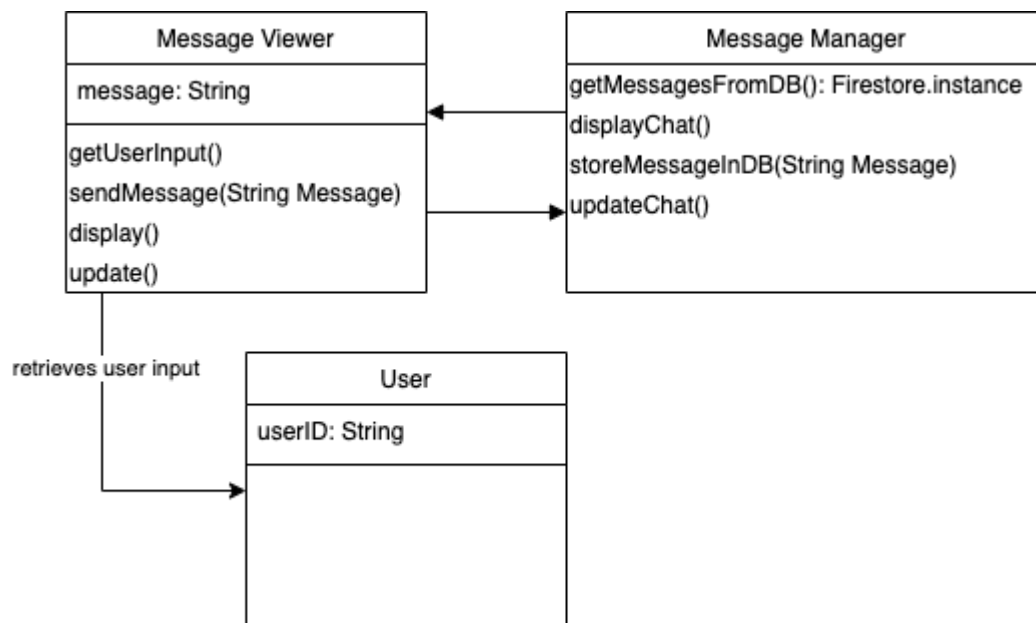 Message Viewer
message: String
getUserInput()
sendMessage(String Message)
display()
update()
Message Manager
getMessagesFromDB(): Firestore.instance
displayChat()
storeMessageInDB(String Message)
updateChat()
retrieves user input
User
userID: String